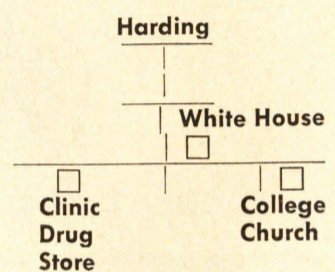 Harding
White House
Clinic
Drug
Store
College
Church